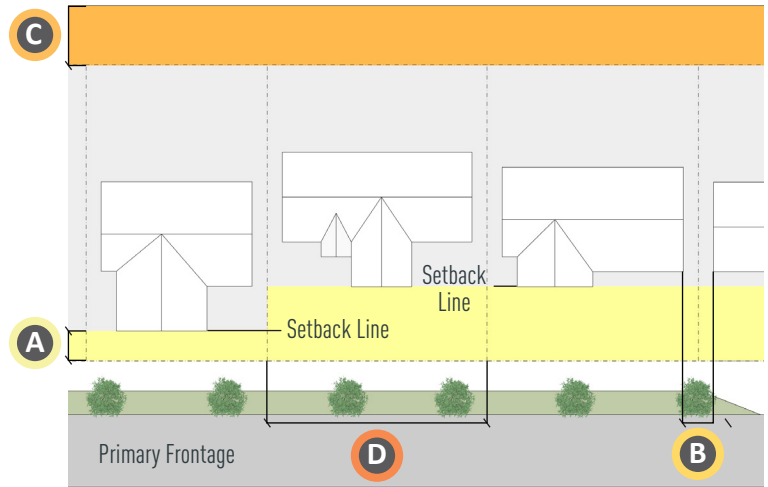 C
Setback
Line
A
Setback Line
Primary Frontage
D
B